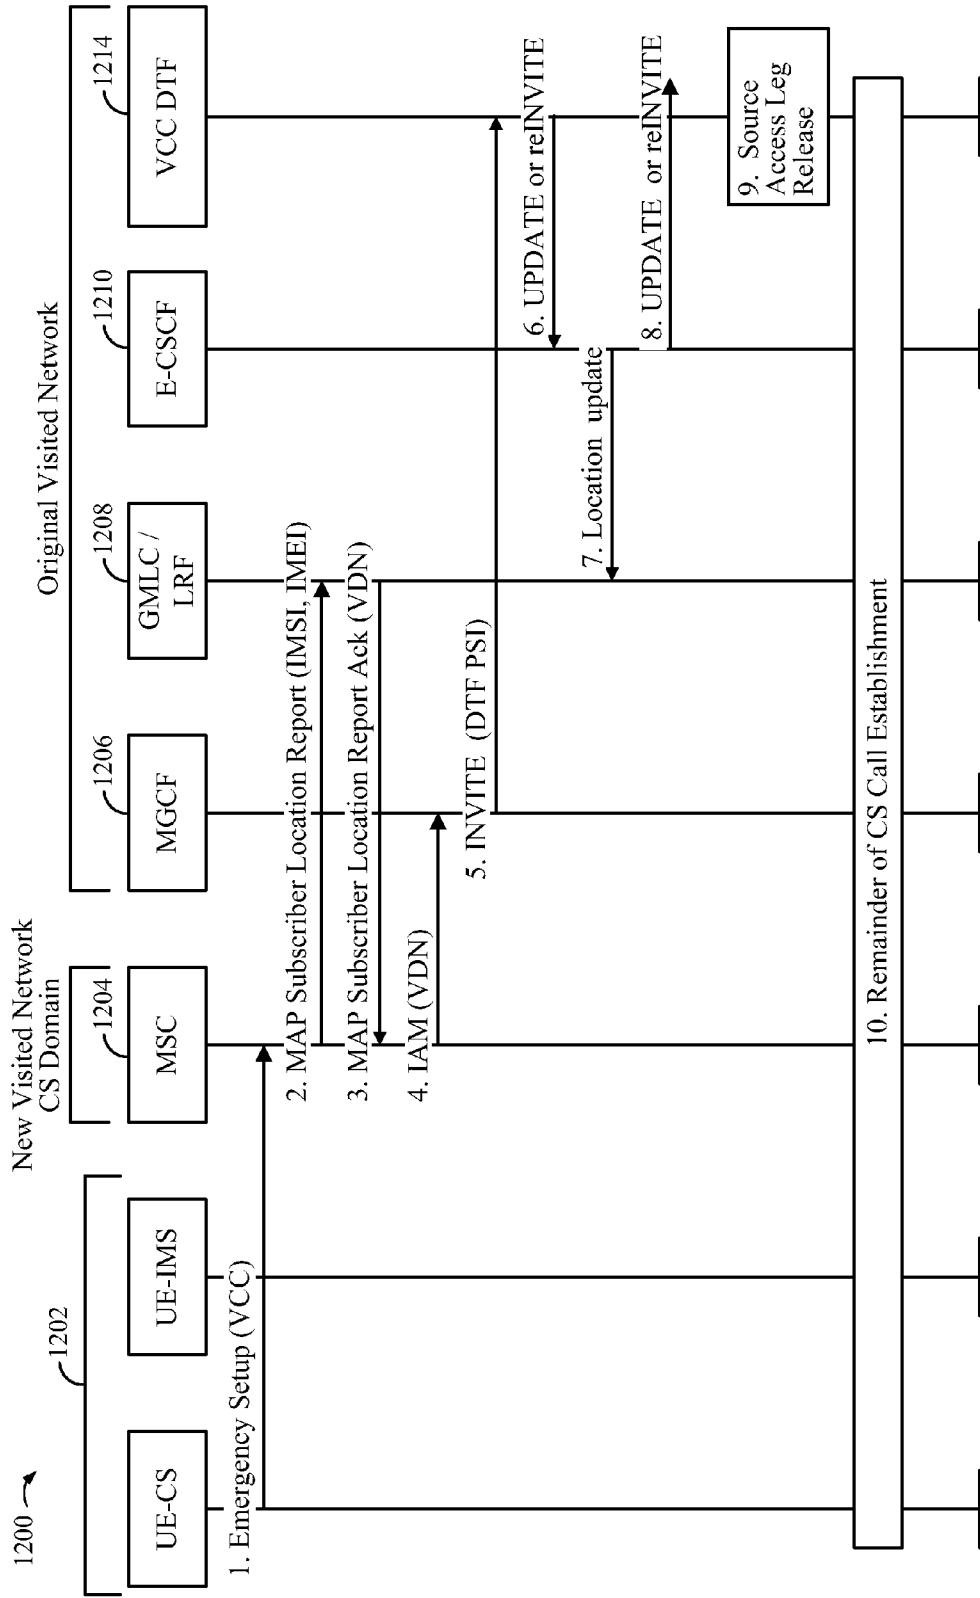 1200
1202
New Visited Network
CS Domain
Original Visited Network
1204
1206
1208
1210
1214
UE-CS
UE-IMS
MSC
MGCF
GMLC /
LRF
E-CSCF
VCC DTF
1. Emergency Setup (VCC)
2. MAP Subscriber Location Report (IMSI, IMEI)
3. MAP Subscriber Location Report Ack (VDN)
4. IAM (VDN)
5. INVITE (DTF PSI)
6. UPDATE or reINVITE
7. Location update
8. UPDATE or reINVITE
9. Source
Access Leg
Release
10. Remainder of CS Call Establishment